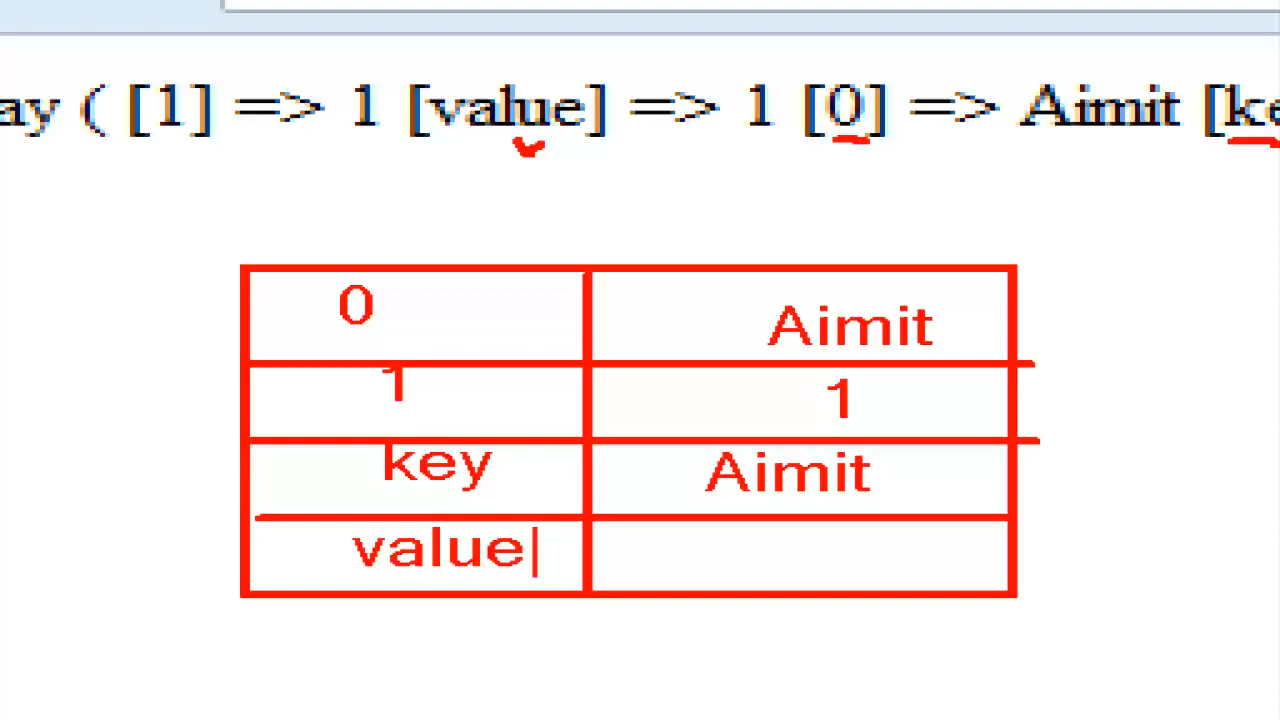 ay ( [1] => 1 [value] => 1 [0] => Aimit [ke
0 Aimit
1 1
key Aimit
value